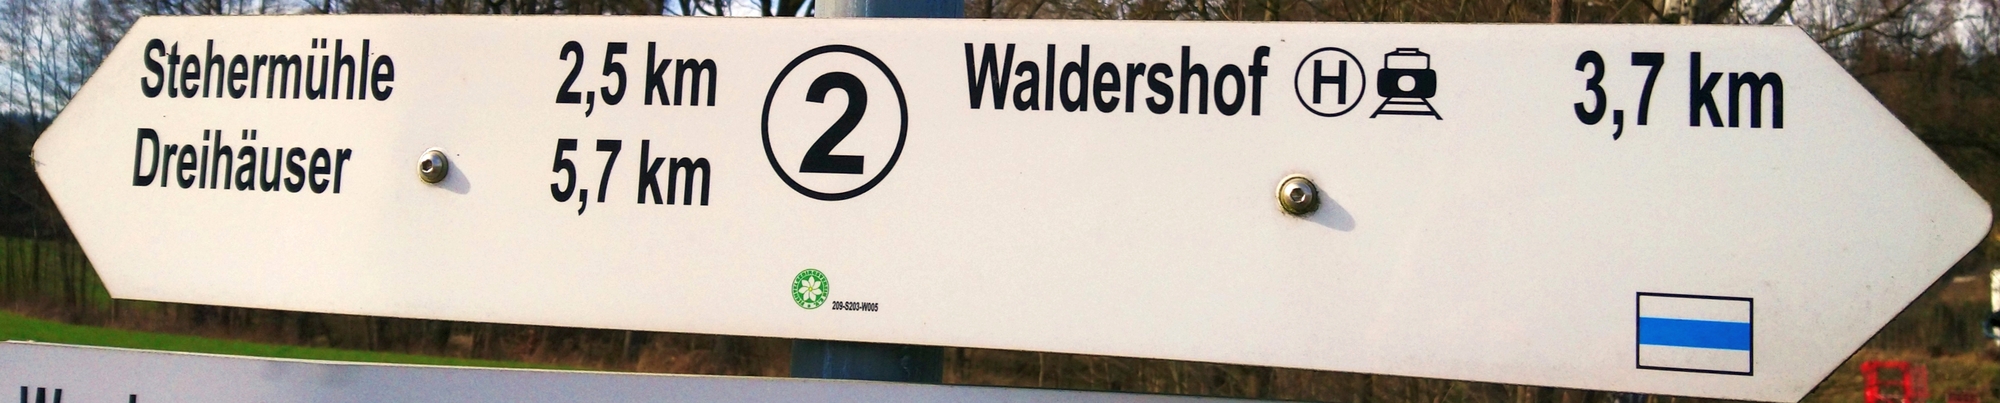 Stehermühle 2,5 km
Dreihäuser 5,7 km
2
Waldershof H 3,7 km
209-S203-W005